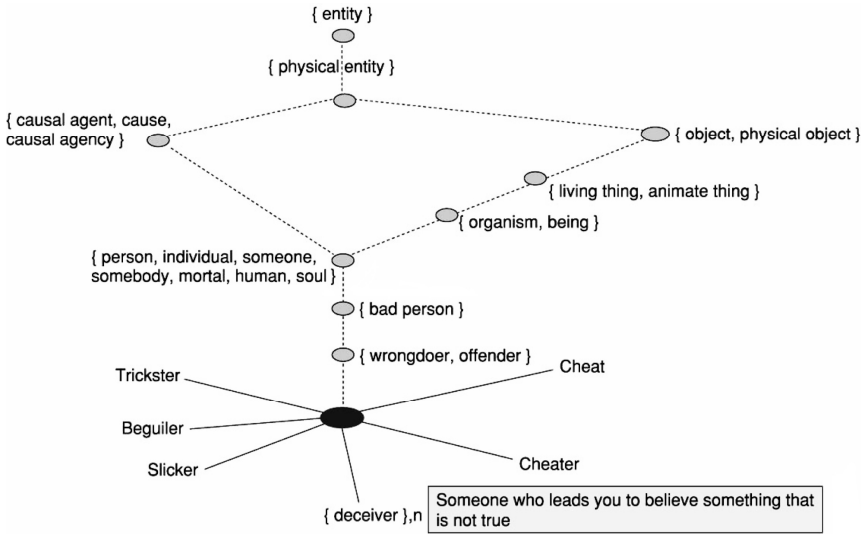 { entity }
{ physical entity }
{ causal agent, cause,
causal agency }
{ object, physical object }
{ living thing, animate thing }
{ organism, being }
{ person, individual, someone,
somebody, mortal, human, soul }
{ bad person }
{ wrongdoer, offender }
Trickster
Cheat
Beguiler
Slicker
Cheater
{ deceiver },n
Someone who leads you to believe something that
is not true